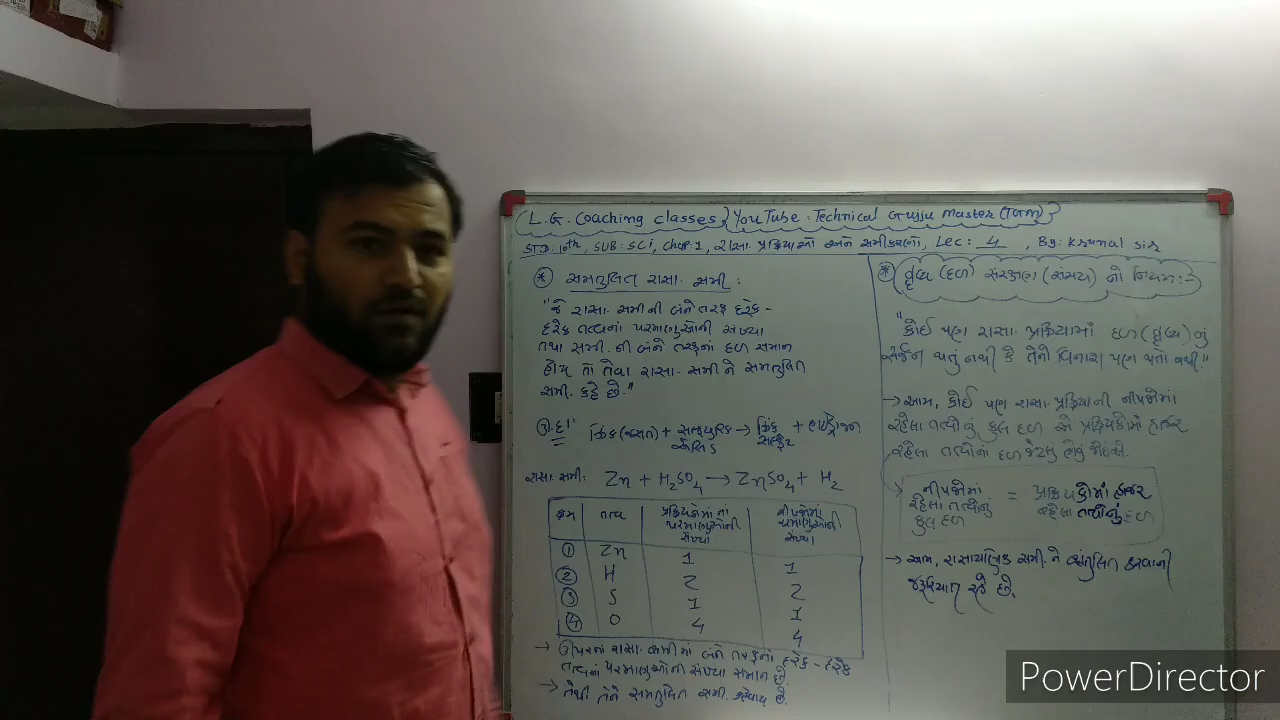 L.G. Coaching classes, YouTube : Technical Gujju Master (TGM)
STD: 10th, SUB: SCi, Chap: 1, રાસા. પ્રક્રિયાઓ અને સમીકરણો, Lec: 4 , By: Krunal sir
* સમતુલિત રાસા. સમી :
"જે રાસા. સમી ની બંને તરફ દરેક -
દરેક તત્વનાં પરમાણુઓની સંખ્યા
તથા સમી. ની બંને તરફનાં દળ સમાન
હોય તો તેવા રાસા. સમી ને સમતુલિત
સમી. કહે છે."
ઉ.દા: ઝિંક(જસત) + સલ્ફ્યુરિક → ઝિંક + હાઈડ્રોજન
એસિડ સલ્ફેટ
રાસા. સમી: Zn + H2SO4 → ZnSO4 + H2
ક્રમ તત્વ પ્રક્રિયકોમાંનાં નીપજોમાં
પરમાણુઓની પરમાણુઓની
સંખ્યા સંખ્યા
① Zn 1 1
② H 2 2
③ S 1 1
④ O 4 4
→ ઉપરનાં રાસા. સમી માં બંને તરફનાં દરેક - દરેક
તત્વનાં પરમાણુઓની સંખ્યા સમાન છે.
→ તેથી તેને સમતુલિત સમી. કહેવાય છે.
* દ્રવ્ય (દળ) સંરક્ષણ (સંચય) નો નિયમ:-
"કોઈ પણ રાસા. પ્રક્રિયામાં દળ (દ્રવ્ય) નું
સર્જન થતું નથી કે તેનો વિનાશ પણ થતો નથી."
→ આમ, કોઈ પણ રાસા. પ્રક્રિયાની નીપજોમાં
રહેલા તત્વોનું કુલ દળ એ પ્રક્રિયકોમાં હાજર
રહેલા તત્વોનાં દળ જેટલું હોવું જોઈએ.
→ નીપજોમાં = પ્રક્રિયકોમાં હાજર
રહેલા તત્વોનું રહેલા તત્વોનું દળ
કુલ દળ
→ આમ, રાસાયણિક સમી. ને સંતુલિત કરવાની
જરૂરિયાત રહે છે.
PowerDirector